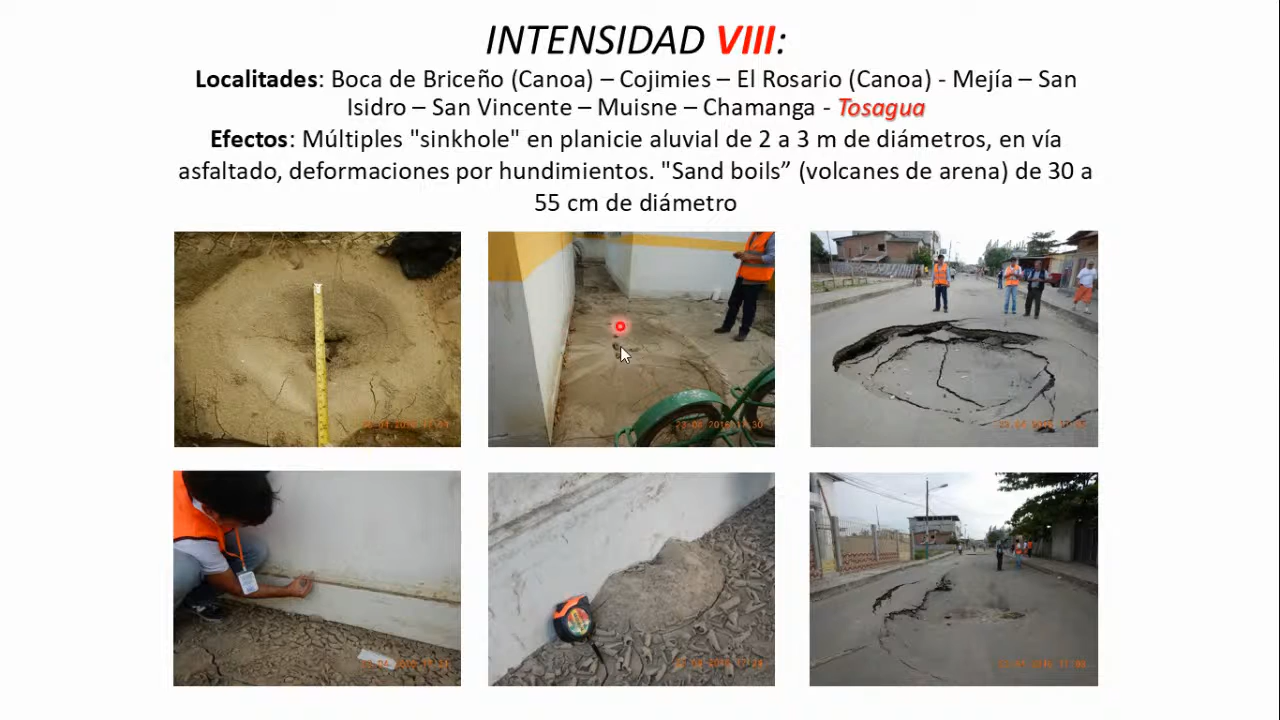 INTENSIDAD VIII:
Localitades: Boca de Briceño (Canoa) – Cojimies – El Rosario (Canoa) - Mejía – San
Isidro – San Vincente – Muisne – Chamanga - Tosagua
Efectos: Múltiples "sinkhole" en planicie aluvial de 2 a 3 m de diámetros, en vía
asfaltado, deformaciones por hundimientos. "Sand boils” (volcanes de arena) de 30 a
55 cm de diámetro